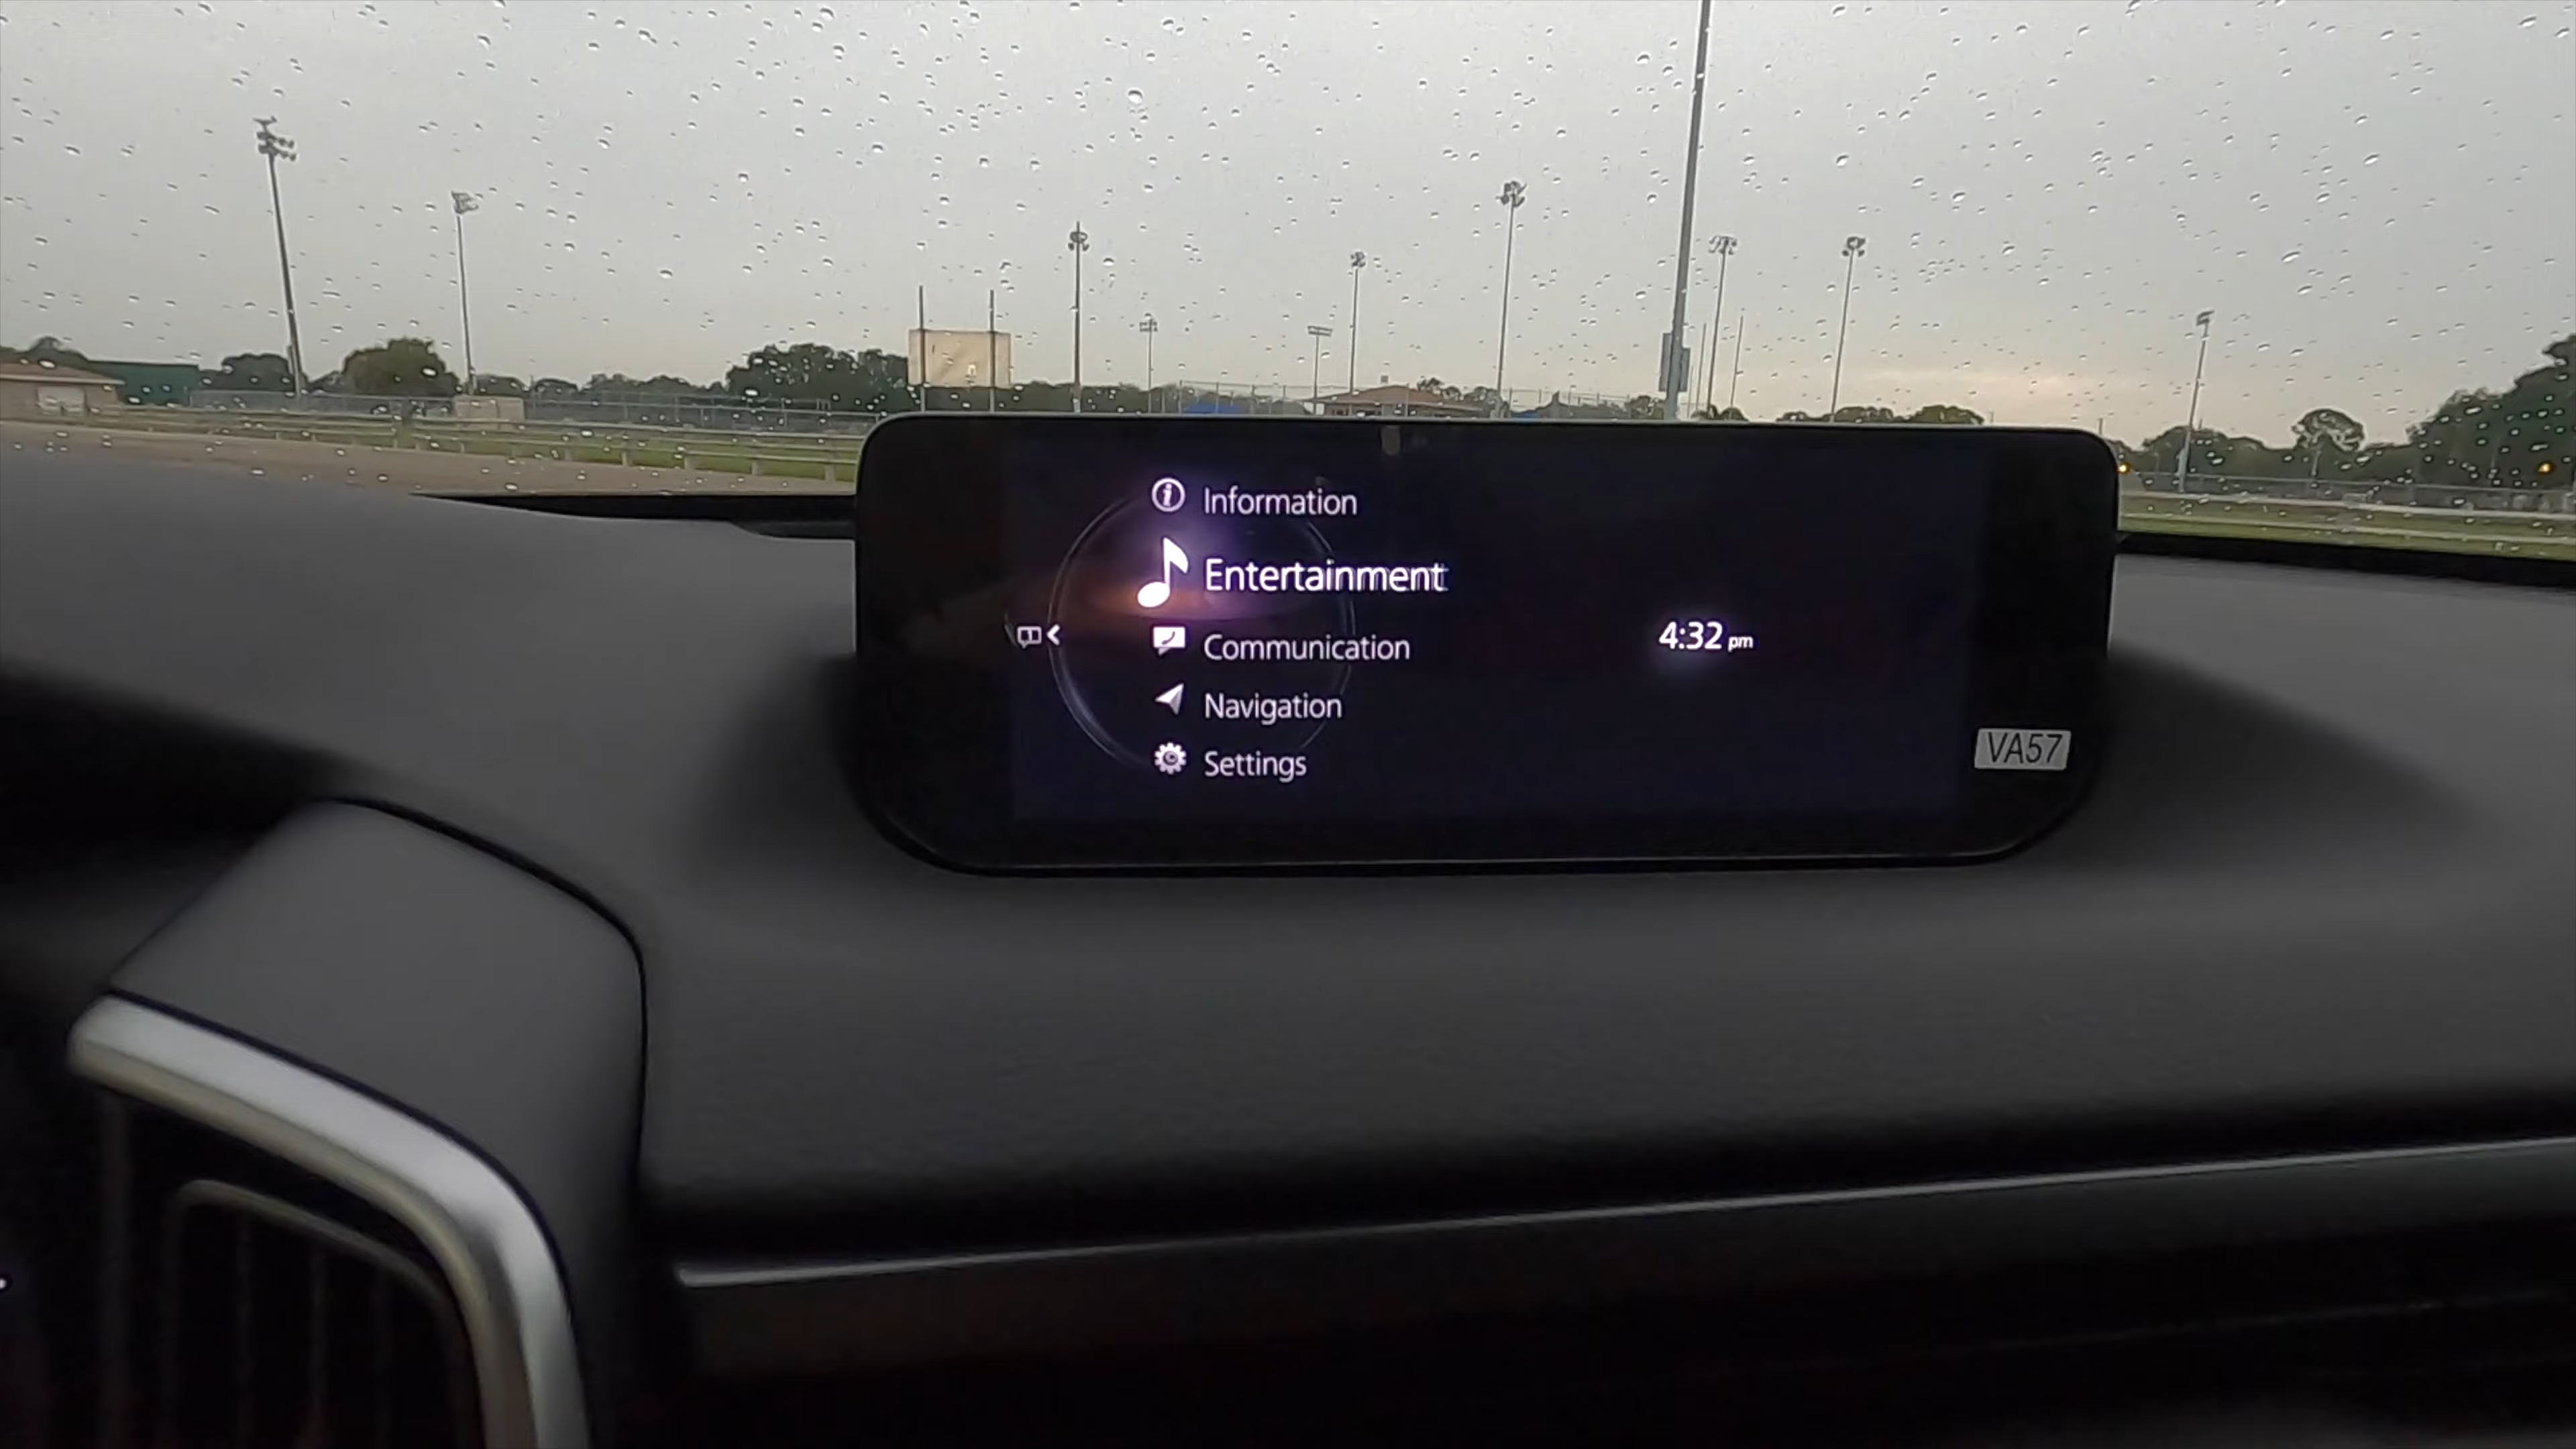 Information
Entertainment
Communication
4:32 pm
Navigation
Settings
VA57